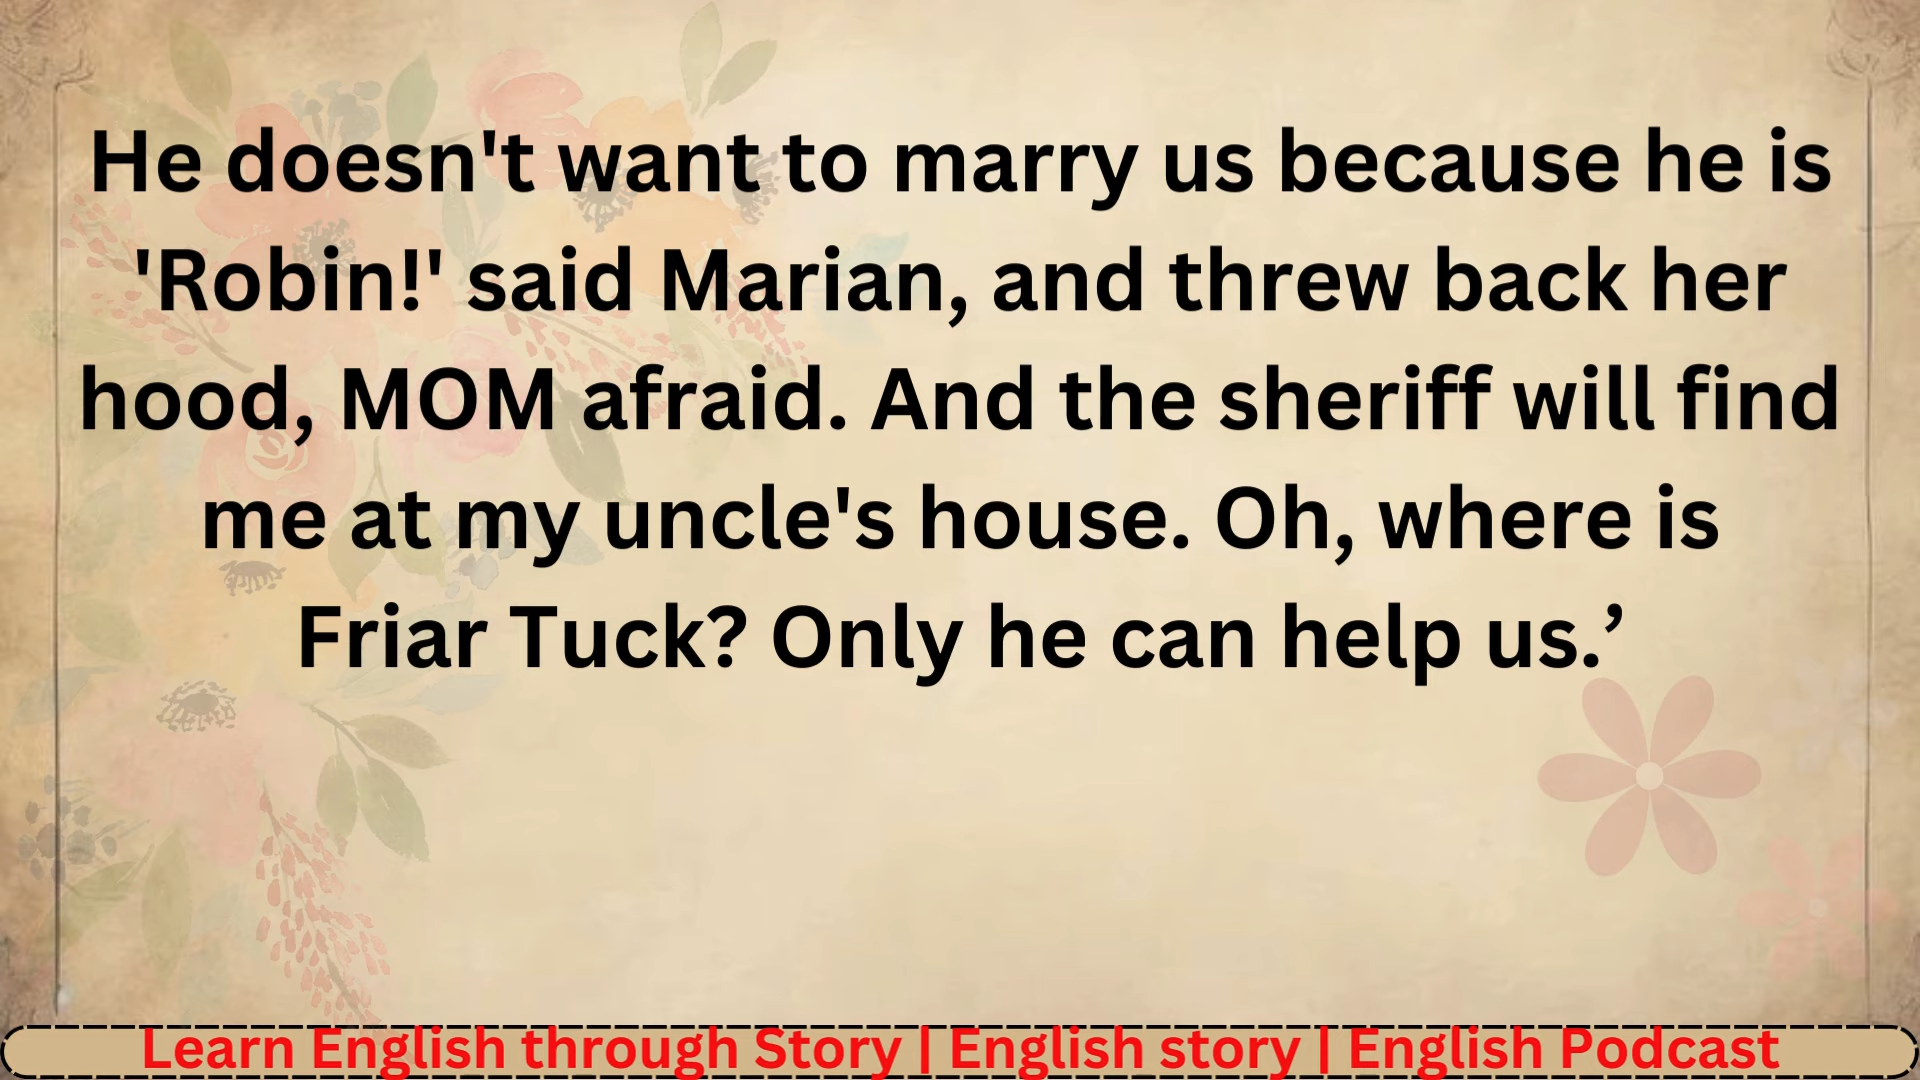 He doesn't want to marry us because he is
'Robin!' said Marian, and threw back her
hood, MOM afraid. And the sheriff will find
me at my uncle's house. Oh, where is
Friar Tuck? Only he can help us.’
Learn English through Story | English story | English Podcast